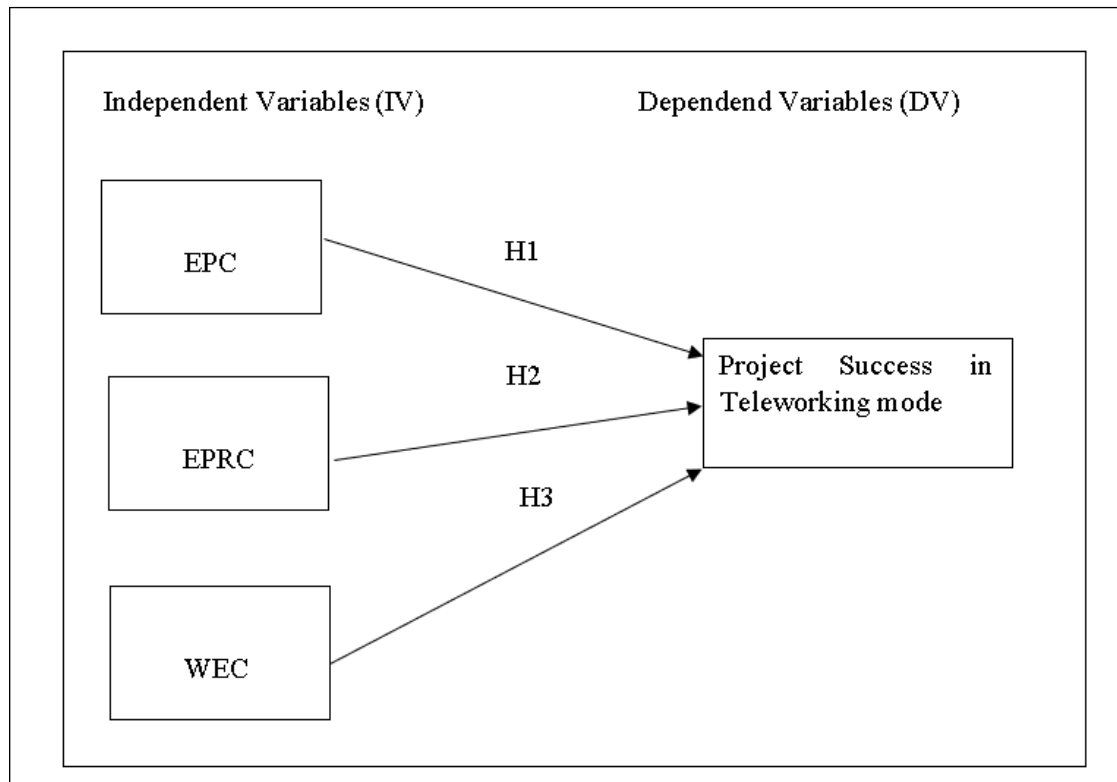 Independent Variables (IV)
Dependend Variables (DV)
EPC
H1
Project Success in
Teleworking mode
H2
EPRC
H3
WEC